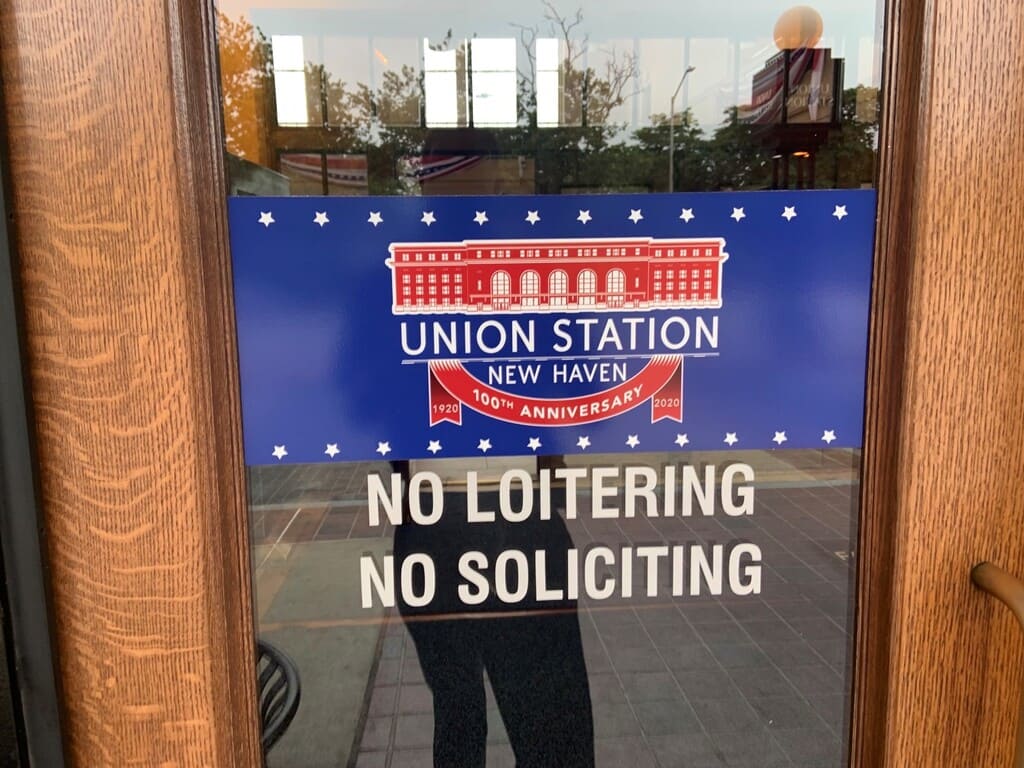 UNION STATION
NEW HAVEN
1920 100TH ANNIVERSARY 2020
NO LOITERING
NO SOLICITING